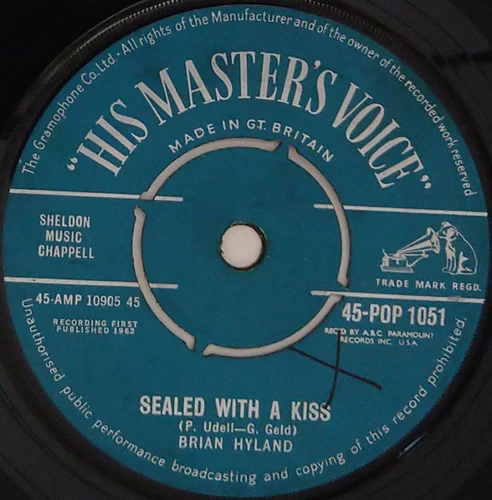 The Gramophone Co. Ltd. · All rights of the Manufacturer and of the owner of the recorded work reserved
"HIS MASTER'S VOICE"
MADE IN GT. BRITAIN
SHELDON
MUSIC
CHAPPELL
TRADE MARK REGD.
45-AMP 10905 45
45-POP 1051
RECORDING FIRST
PUBLISHED 1962
REC'D BY A.B.C. PARAMOUNT
RECORDS INC. U.S.A.
SEALED WITH A KISS
(P. Udell—G. Geld)
BRIAN HYLAND
Unauthorised public performance broadcasting and copying of this record prohibited.